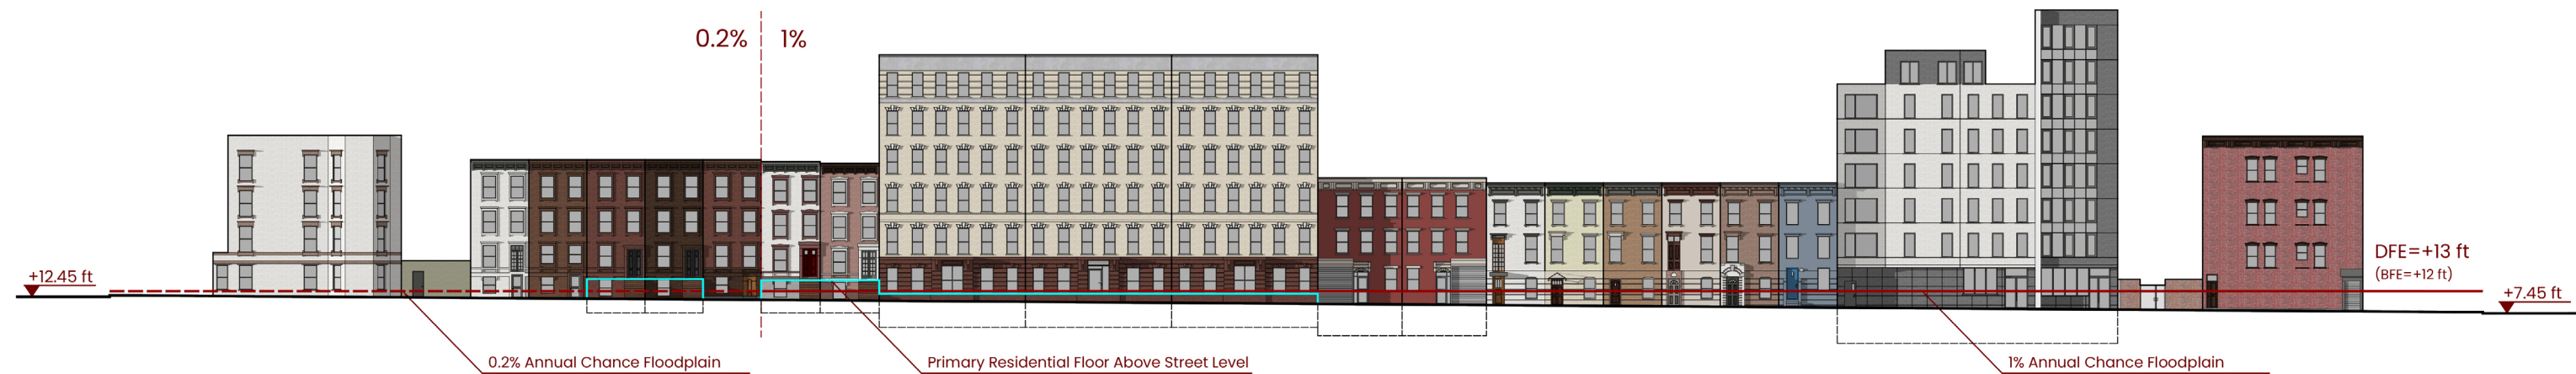 0.2% 1%
+12.45 ft
DFE=+13 ft
(BFE=+12 ft)
+7.45 ft
0.2% Annual Chance Floodplain
Primary Residential Floor Above Street Level
1% Annual Chance Floodplain